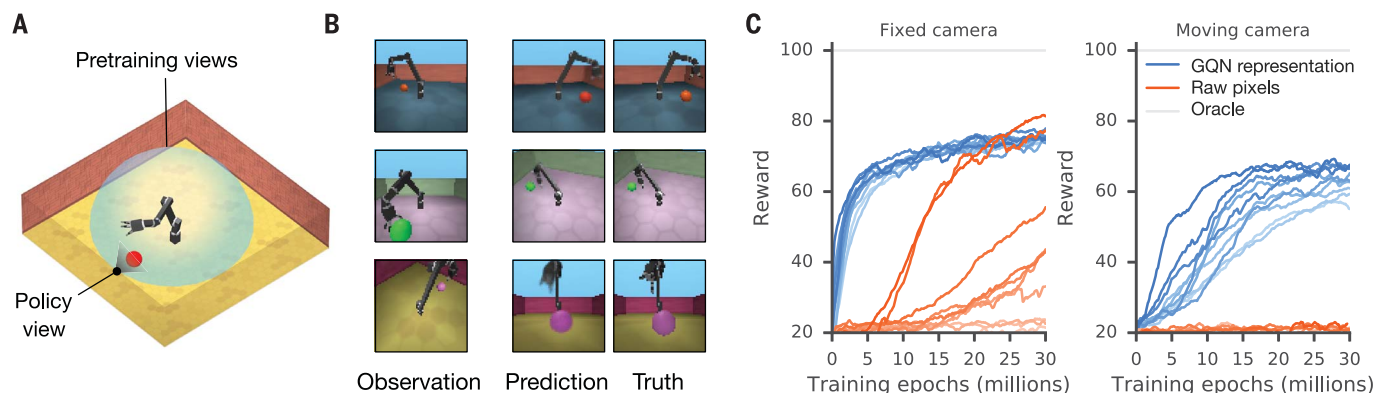 A
Pretraining views
Policy
view
B
Observation
Prediction
Truth
C
Fixed camera
100
80
60
40
20
Reward
0
5
10
15
20
25
30
Training epochs (millions)
Moving camera
100
80
60
40
20
Reward
0
5
10
15
20
25
30
Training epochs (millions)
GQN representation
Raw pixels
Oracle